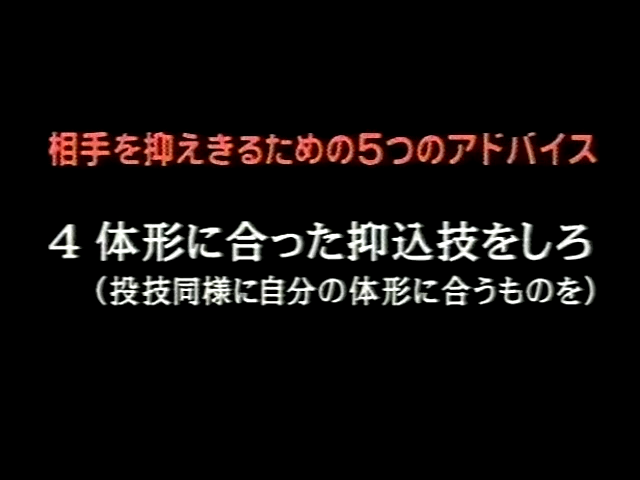 相手を抑えきるための5つのアドバイス
4 体形に合った抑込技をしろ
（投技同様に自分の体形に合うものを）